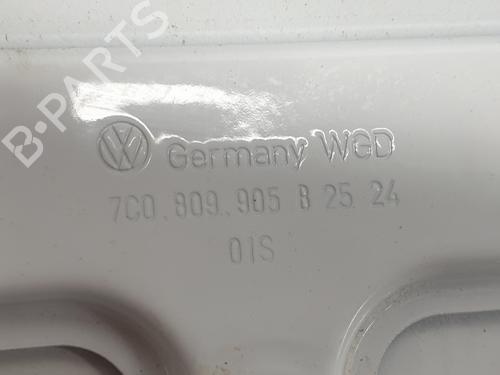 B-PARTS
Germany WGD
7C0.809.905 B 25 24
01S